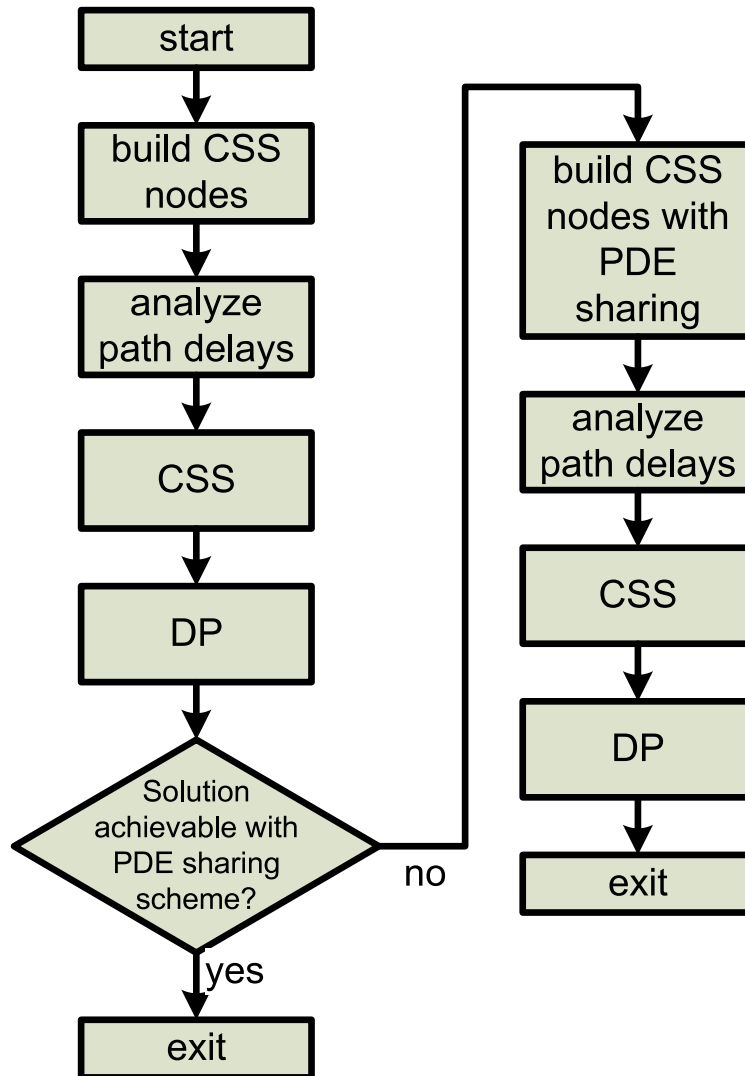 start
build CSS
nodes
analyze
path delays
CSS
DP
Solution
achievable with
PDE sharing
scheme?
yes
exit
no
build CSS
nodes with
PDE
sharing
analyze
path delays
CSS
DP
exit